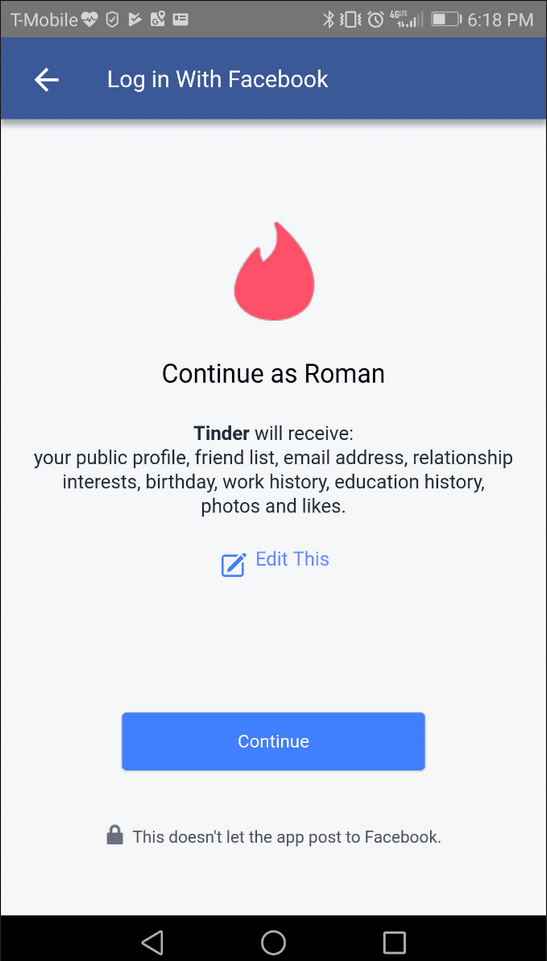 T-Mobile 4G LTE 6:18 PM
Log in With Facebook
Continue as Roman
Tinder will receive:
your public profile, friend list, email address, relationship
interests, birthday, work history, education history,
photos and likes.
Edit This
Continue
This doesn't let the app post to Facebook.